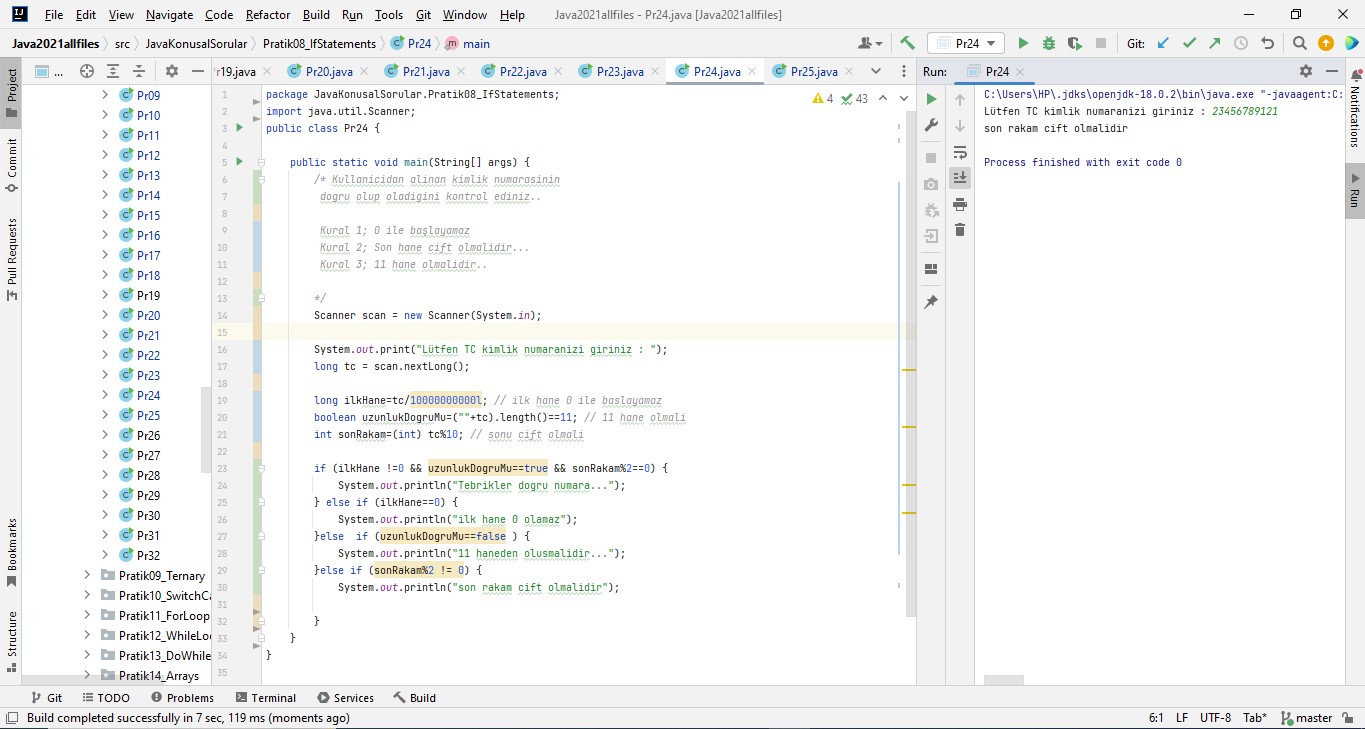 File Edit View Navigate Code Refactor Build Run Tools Git Window Help Java2021allfiles - Pr24.java [Java2021allfiles]
Java2021allfiles src JavaKonusalSorular Pratik08_IfStatements Pr24 main Pr24 Git:
... r19.java Pr20.java Pr21.java Pr22.java Pr23.java Pr24.java Pr25.java Run: Pr24
Project
Commit
Pull Requests
Bookmarks
Structure
Pr09
Pr10
Pr11
Pr12
Pr13
Pr14
Pr15
Pr16
Pr17
Pr18
Pr19
Pr20
Pr21
Pr22
Pr23
Pr24
Pr25
Pr26
Pr27
Pr28
Pr29
Pr30
Pr31
Pr32
Pratik09_Ternary
Pratik10_SwitchCa
Pratik11_ForLoop
Pratik12_WhileLo
Pratik13_DoWhile
Pratik14_Arrays
4 43
1 package JavaKonusalSorular.Pratik08_IfStatements;
2 import java.util.Scanner;
3 public class Pr24 {
4
5 public static void main(String[] args) {
6 /* Kullanicidan alinan kimlik numarasinin
7 dogru olup oladigini kontrol ediniz..
8
9 Kural 1; 0 ile başlayamaz
10 Kural 2; Son hane cift olmalidir...
11 Kural 3; 11 hane olmalidir..
12
13 */
14 Scanner scan = new Scanner(System.in);
15
16 System.out.print("Lütfen TC kimlik numaranizi giriniz : ");
17 long tc = scan.nextLong();
18
19 long ilkHane=tc/10000000000l; // ilk hane 0 ile baslayamaz
20 boolean uzunlukDogruMu=(""+tc).length()==11; // 11 hane olmali
21 int sonRakam=(int) tc%10; // sonu cift olmali
22
23 if (ilkHane !=0 && uzunlukDogruMu==true && sonRakam%2==0) {
24 System.out.println("Tebrikler dogru numara...");
25 } else if (ilkHane==0) {
26 System.out.println("ilk hane 0 olamaz");
27 }else if (uzunlukDogruMu==false ) {
28 System.out.println("11 haneden olusmalidir...");
29 }else if (sonRakam%2 != 0) {
30 System.out.println("son rakam cift olmalidir");
31
32 }
33 }
34 }
35
C:\Users\HP\.jdks\openjdk-18.0.2\bin\java.exe "-javaagent:C:
Lütfen TC kimlik numaranizi giriniz : 23456789121
son rakam cift olmalidir
Process finished with exit code 0
Notifications
Run
Git TODO Problems Terminal Services Build
Build completed successfully in 7 sec, 119 ms (moments ago) 6:1 LF UTF-8 Tab* master